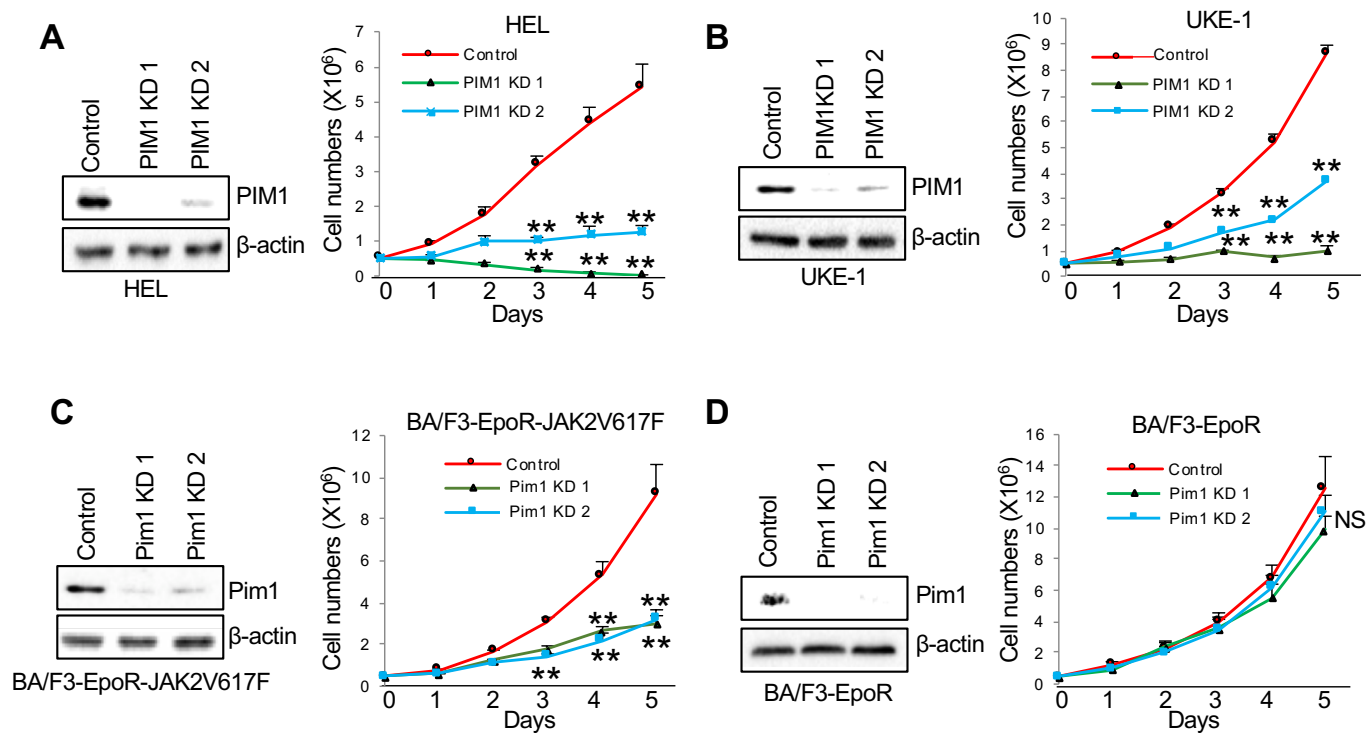 A
Control
PIM1 KD 1
PIM1 KD 2
PIM1
β-actin
HEL
HEL
Cell numbers (X10⁶)
7
6
5
4
3
2
1
0
Control
PIM1 KD 1
PIM1 KD 2
** ** **
** ** **
0 1 2 3 4 5
Days
B
Control
PIM1KD 1
PIM1 KD 2
PIM1
β-actin
UKE-1
UKE-1
Cell numbers (X10⁶)
10
9
8
7
6
5
4
3
2
1
0
Control
PIM1 KD 1
PIM1 KD 2
** ** **
** ** **
0 1 2 3 4 5
Days
C
Control
Pim1 KD 1
Pim1 KD 2
Pim1
β-actin
BA/F3-EpoR-JAK2V617F
BA/F3-EpoR-JAK2V617F
Cell numbers (X10⁶)
12
10
8
6
4
2
0
Control
Pim1 KD 1
Pim1 KD 2
** **
** ** **
0 1 2 3 4 5
Days
D
Control
Pim1 KD 1
Pim1 KD 2
Pim1
β-actin
BA/F3-EpoR
BA/F3-EpoR
Cell numbers (X10⁶)
16
14
12
10
8
6
4
2
0
Control
Pim1 KD 1
Pim1 KD 2
NS
0 1 2 3 4 5
Days